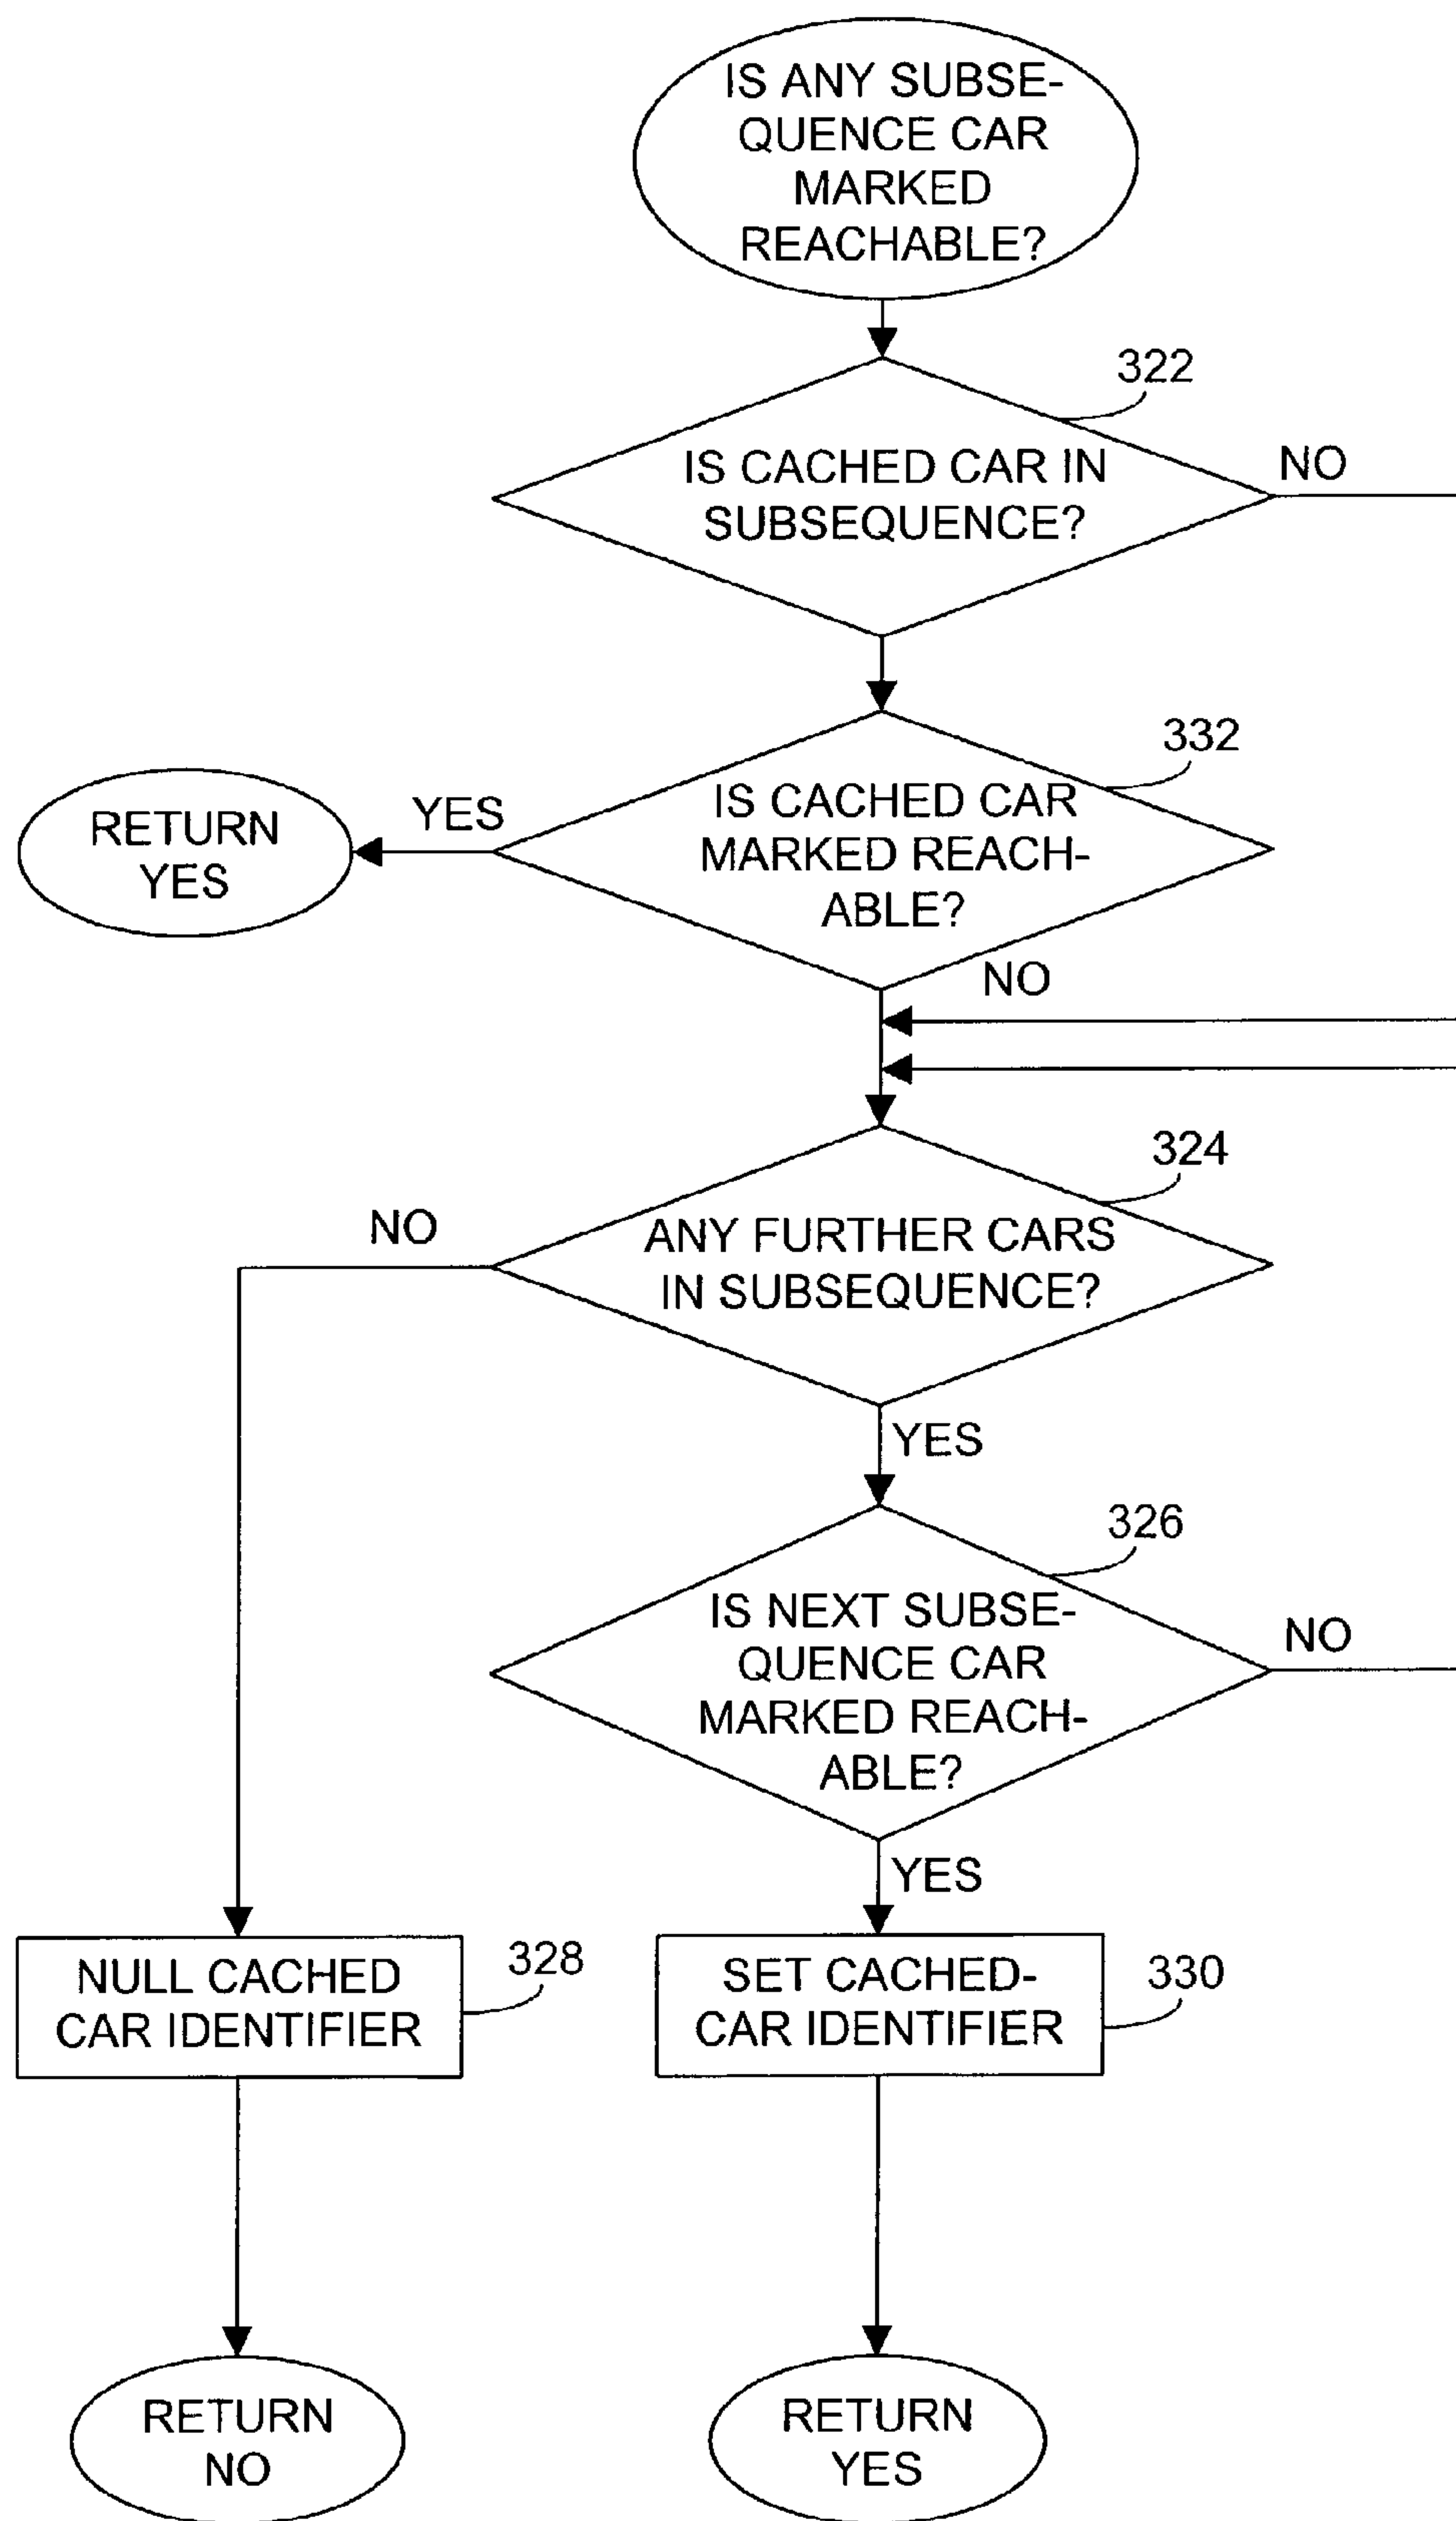 IS ANY SUBSE-
QUENCE CAR
MARKED
REACHABLE?
322
IS CACHED CAR IN
SUBSEQUENCE?
NO
332
IS CACHED CAR
MARKED REACH-
ABLE?
YES
RETURN
YES
NO
324
ANY FURTHER CARS
IN SUBSEQUENCE?
NO
YES
326
IS NEXT SUBSE-
QUENCE CAR
MARKED REACH-
ABLE?
NO
YES
NULL CACHED
CAR IDENTIFIER
328
SET CACHED-
CAR IDENTIFIER
330
RETURN
NO
RETURN
YES